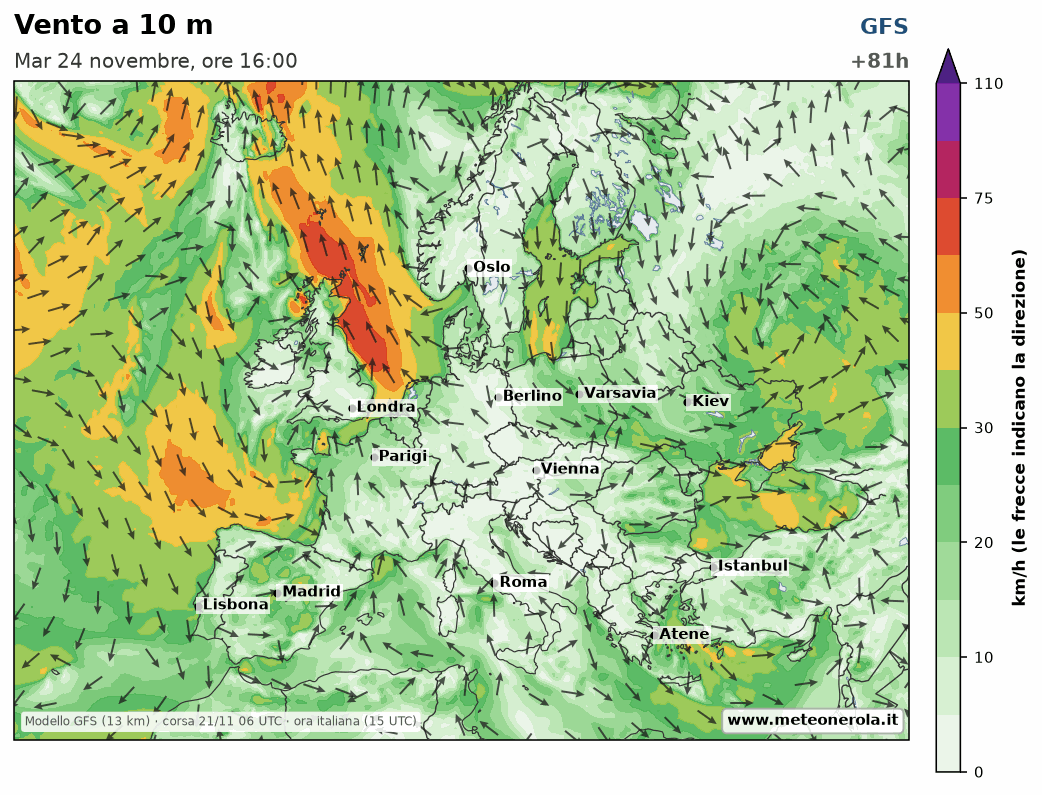 Vento a 10 m
GFS
Mar 24 novembre, ore 16:00
+81h
Oslo
Berlino
Varsavia
Kiev
Londra
Parigi
Vienna
Istanbul
Roma
Madrid
Lisbona
Atene
Modello GFS (13 km) · corsa 21/11 06 UTC · ora italiana (15 UTC)
www.meteonerola.it
110
75
50
30
20
10
0
km/h (le frecce indicano la direzione)